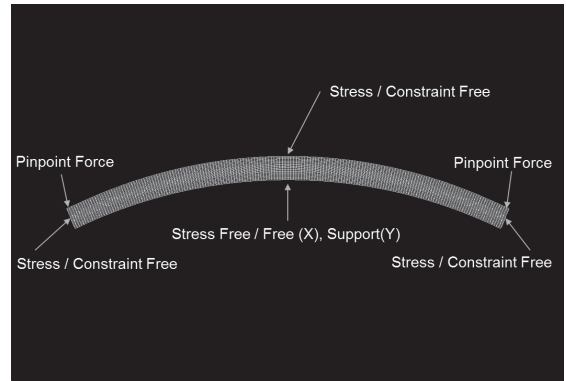 Stress / Constraint Free
Pinpoint Force
Pinpoint Force
Stress Free / Free (X), Support(Y)
Stress / Constraint Free
Stress / Constraint Free